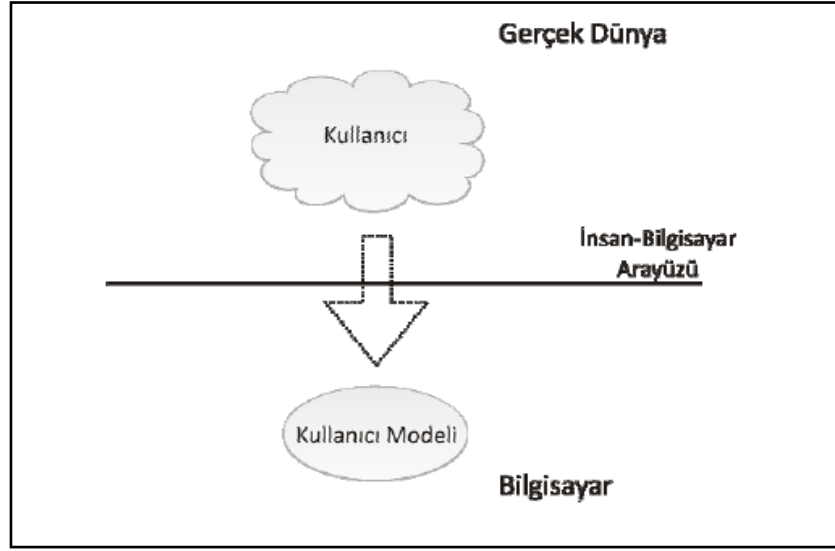 Gerçek Dünya
Kullanıcı
İnsan-Bilgisayar
Arayüzü
Kullanıcı Modeli
Bilgisayar